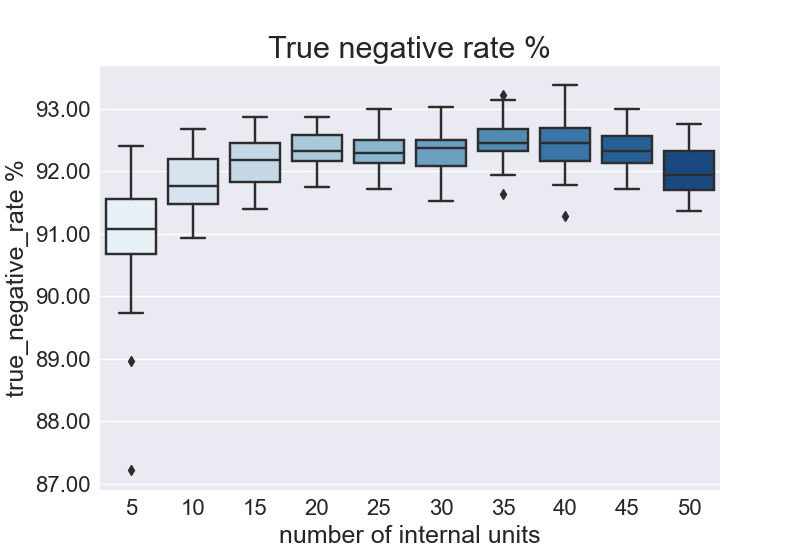 True negative rate %
true_negative_rate %
93.00
92.00
91.00
90.00
89.00
88.00
87.00
5 10 15 20 25 30 35 40 45 50
number of internal units